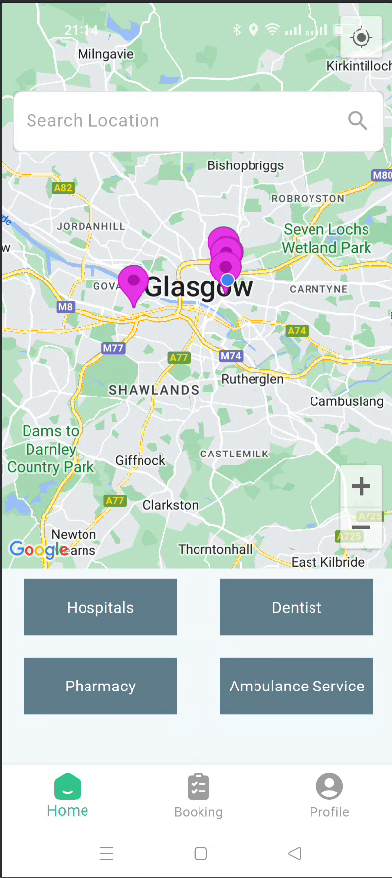 21:14
Milngavie
Kirkintilloch
Search Location
Bishopbriggs
A82
M80
ROBROYSTON
JORDANHILL
Seven Lochs
Wetland Park
w
GOVA
Glasgow
CARNTYNE
M8
A74
M77
A77
M74
Rutherglen
SHAWLANDS
Cambuslang
Dams to
Darnley
Country Park
Giffnock
CASTLEMILK
+
A77
Clarkston
A725
−
Newton
Mearns
A725
Google
Thorntonhall
East Kilbride
Hospitals
Dentist
Pharmacy
Ambulance Service
Home
Booking
Profile